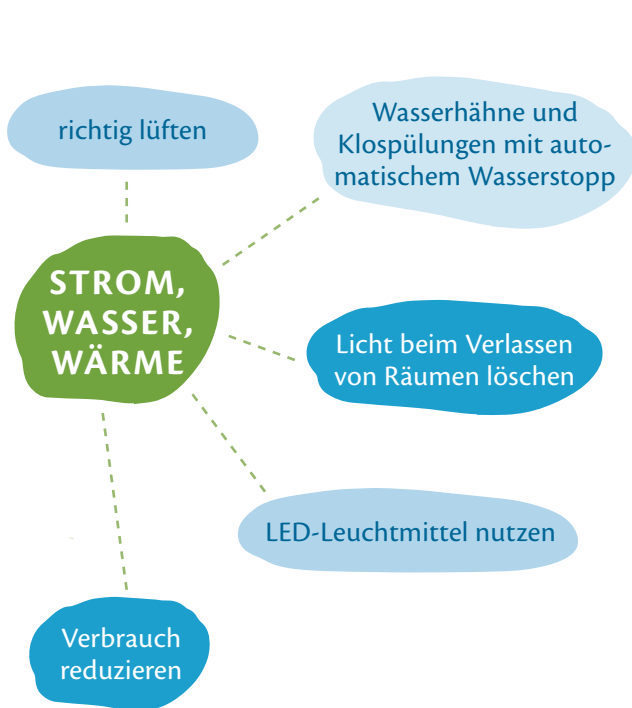 richtig lüften
Wasserhähne und
Klospülungen mit auto-
matischem Wasserstopp
STROM,
WASSER,
WÄRME
Licht beim Verlassen
von Räumen löschen
LED-Leuchtmittel nutzen
Verbrauch
reduzieren